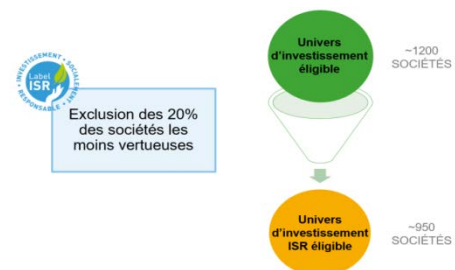 INVESTISSEMENT • SOCIALEMENT • RESPONSABLE •
Label
ISR
Exclusion des 20%
des sociétés les
moins vertueuses
Univers
d'investissement
éligible
~1200
SOCIÉTÉS
Univers
d'investissement
ISR éligible
~950
SOCIÉTÉS